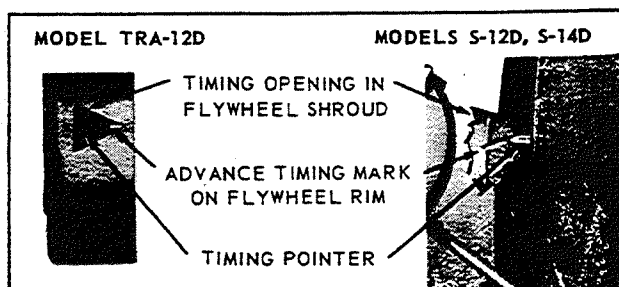 MODEL TRA-12D
MODELS S-12D, S-14D
TIMING OPENING IN
FLYWHEEL SHROUD
ADVANCE TIMING MARK
ON FLYWHEEL RIM
TIMING POINTER